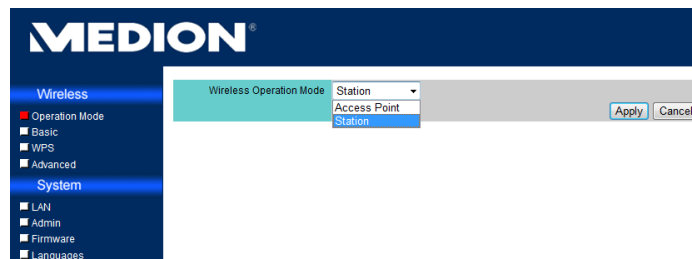 MEDION®
Wireless
Operation Mode
Basic
WPS
Advanced
System
LAN
Admin
Firmware
Languages
Wireless Operation Mode Station
Access Point
Station
Apply Cancel